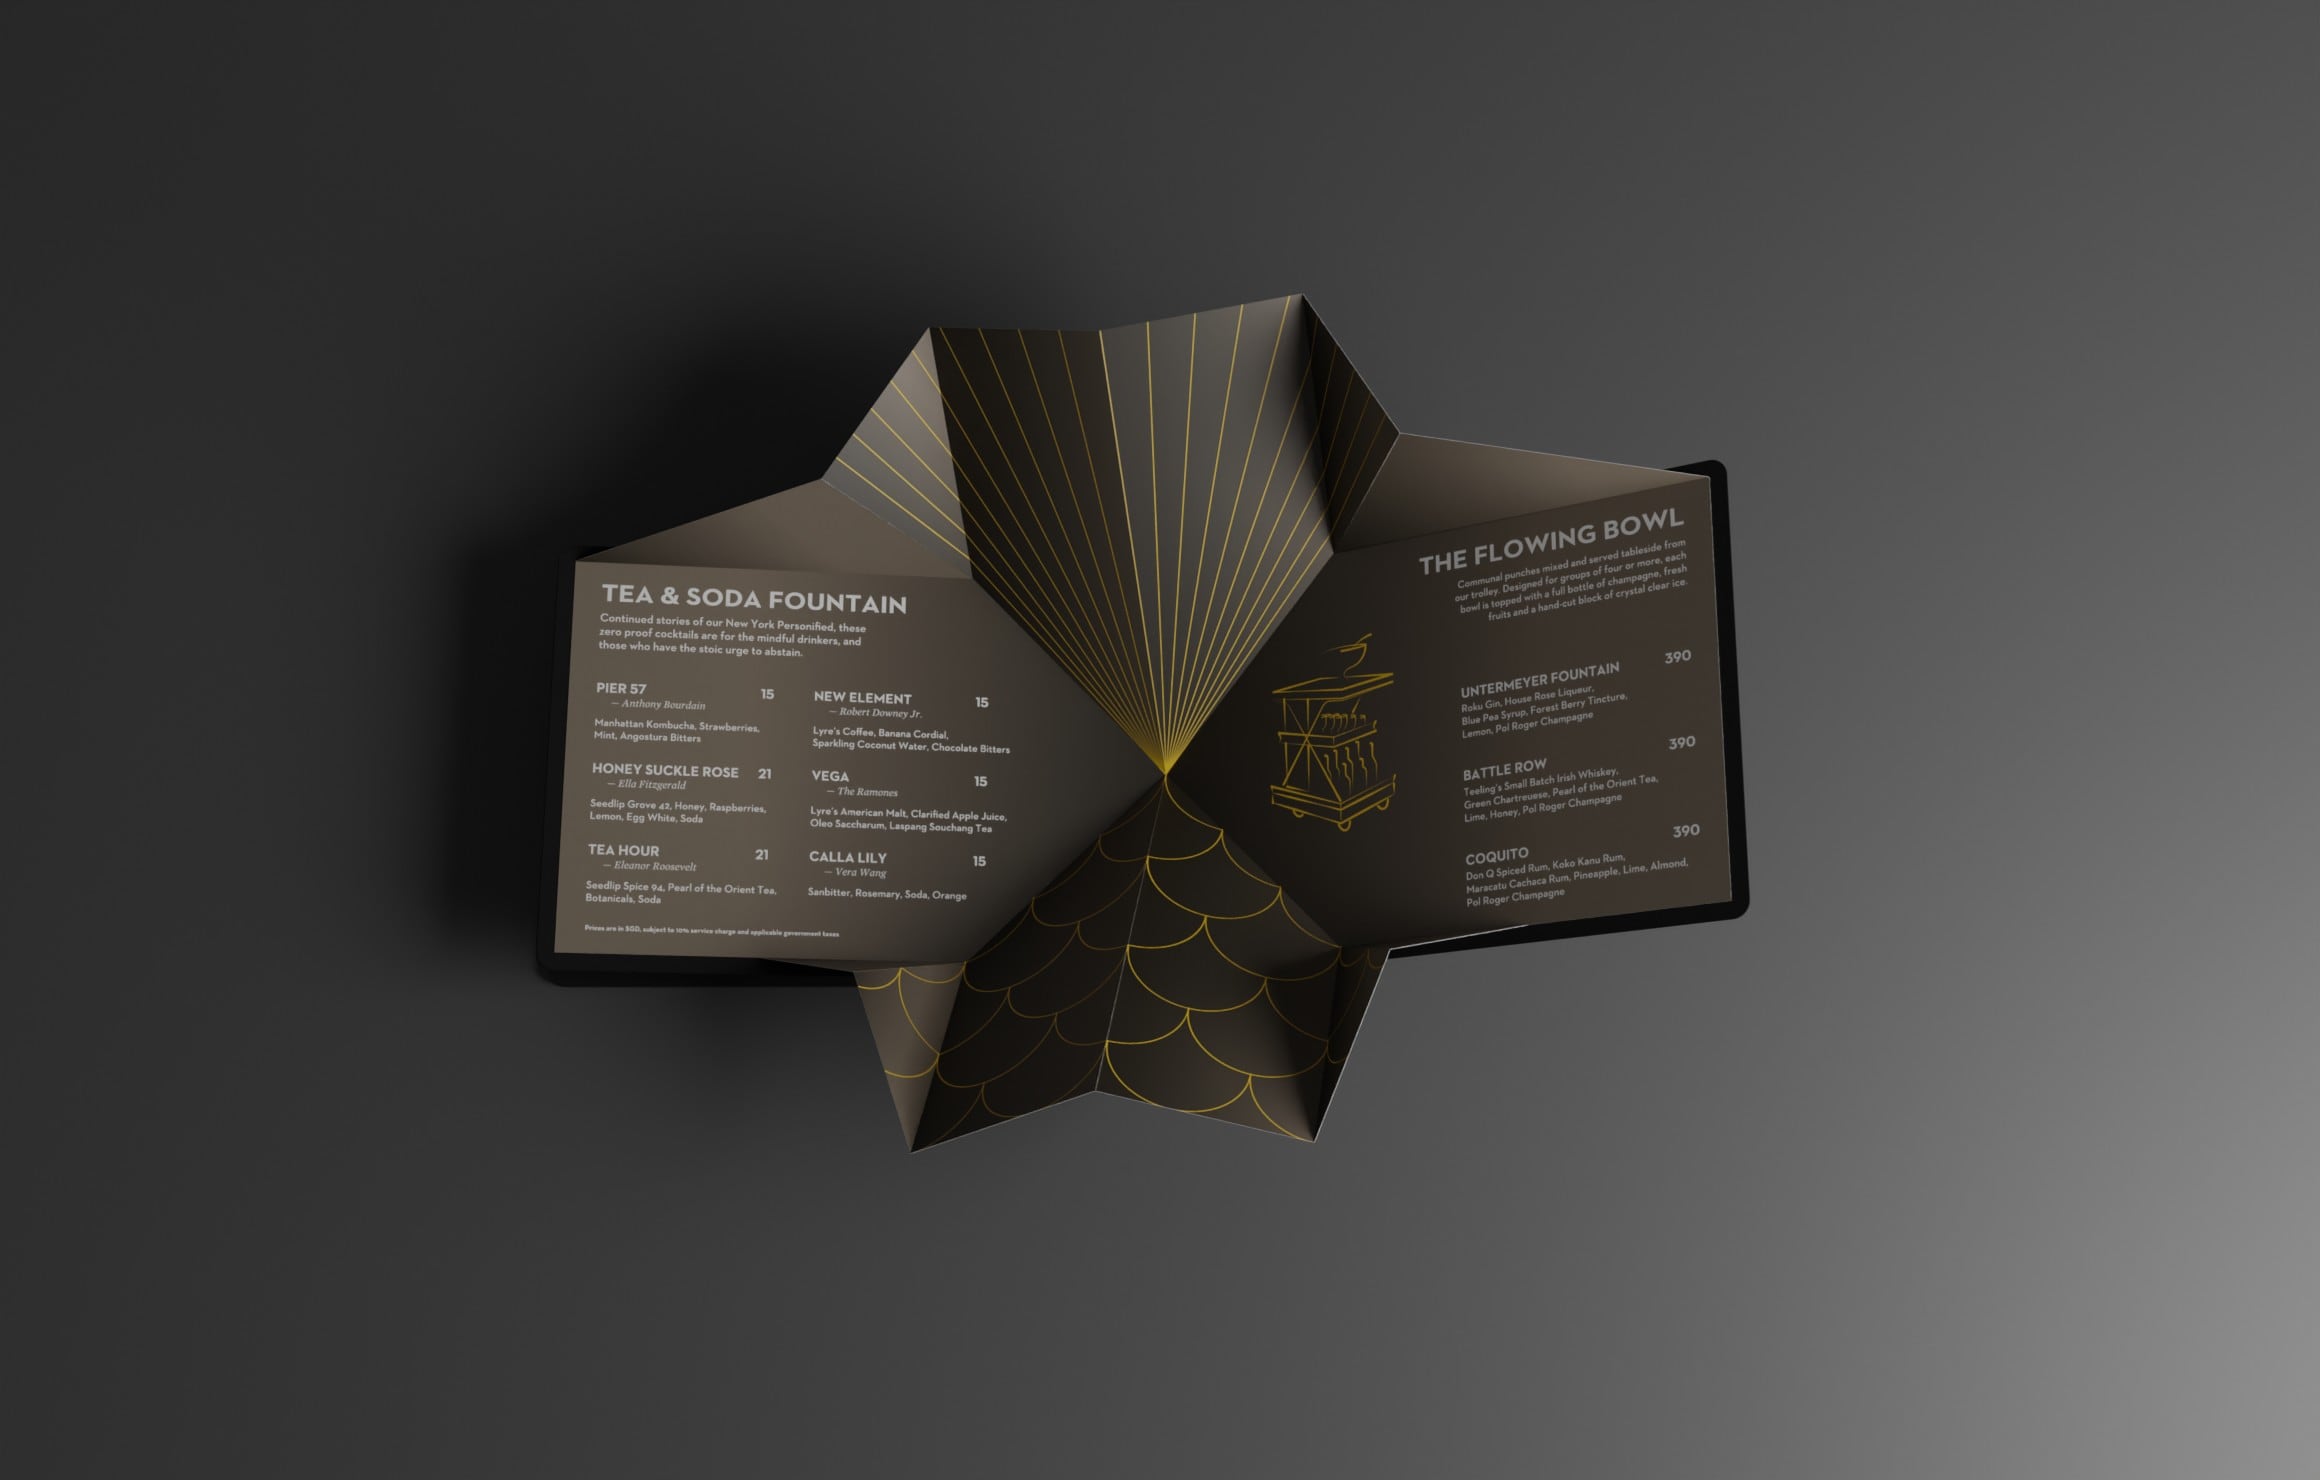 TEA & SODA FOUNTAIN
Continued stories of our New York Personified, these
zero proof cocktails are for the mindful drinkers, and
those who have the stoic urge to abstain.
PIER 57 15
— Anthony Bourdain
Manhattan Kombucha, Strawberries,
Mint, Angostura Bitters
HONEY SUCKLE ROSE 21
— Ella Fitzgerald
Seedlip Grove 42, Honey, Raspberries,
Lemon, Egg White, Soda
TEA HOUR 21
— Eleanor Roosevelt
Seedlip Spice 94, Pearl of the Orient Tea,
Botanicals, Soda
NEW ELEMENT 15
— Robert Downey Jr.
Lyre's Coffee, Banana Cordial,
Sparkling Coconut Water, Chocolate Bitters
VEGA 15
— The Ramones
Lyre's American Malt, Clarified Apple Juice,
Oleo Saccharum, Laspang Souchang Tea
CALLA LILY 15
— Vera Wang
Sanbitter, Rosemary, Soda, Orange
Prices are in SGD, subject to 10% service charge and applicable government taxes
THE FLOWING BOWL
Communal punches mixed and served tableside from
our trolley. Designed for groups of four or more, each
bowl is topped with a full bottle of champagne, fresh
fruits and a hand-cut block of crystal clear ice.
UNTERMEYER FOUNTAIN 390
Roku Gin, House Rose Liqueur,
Blue Pea Syrup, Forest Berry Tincture,
Lemon, Pol Roger Champagne
BATTLE ROW 390
Teeling's Small Batch Irish Whiskey,
Green Chartreuese, Pearl of the Orient Tea,
Lime, Honey, Pol Roger Champagne
COQUITO 390
Don Q Spiced Rum, Koko Kanu Rum,
Maracatu Cachaca Rum, Pineapple, Lime, Almond,
Pol Roger Champagne